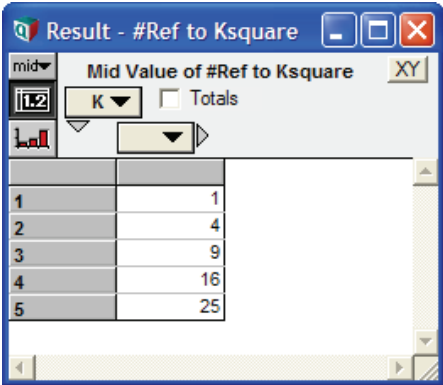 Result - #Ref to Ksquare
mid
Mid Value of #Ref to Ksquare
XY
1.2
K
Totals
1 1
2 4
3 9
4 16
5 25